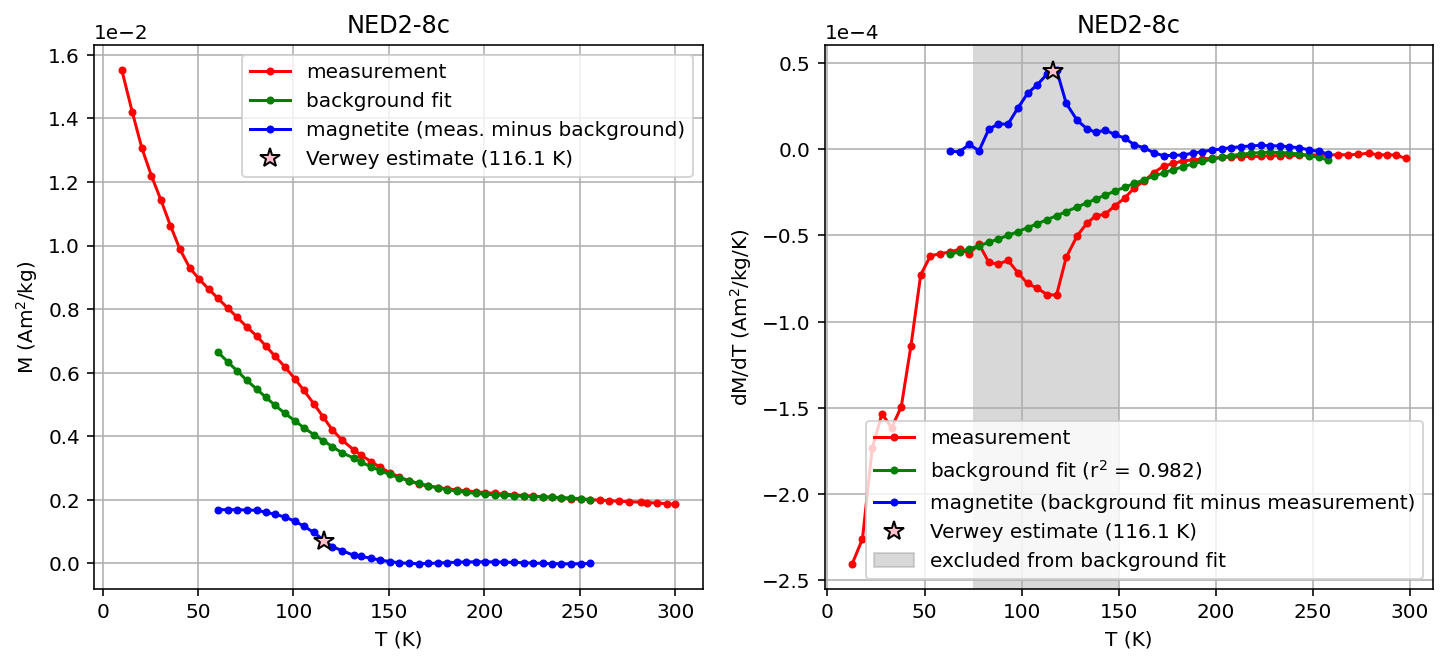 NED2-8c
1e−2
M (Am²/kg)
1.6
1.4
1.2
1.0
0.8
0.6
0.4
0.2
0.0
measurement
background fit
magnetite (meas. minus background)
Verwey estimate (116.1 K)
0 50 100 150 200 250 300
T (K)
NED2-8c
1e−4
dM/dT (Am²/kg/K)
0.5
0.0
−0.5
−1.0
−1.5
−2.0
−2.5
measurement
background fit (r² = 0.982)
magnetite (background fit minus measurement)
Verwey estimate (116.1 K)
excluded from background fit
0 50 100 150 200 250 300
T (K)